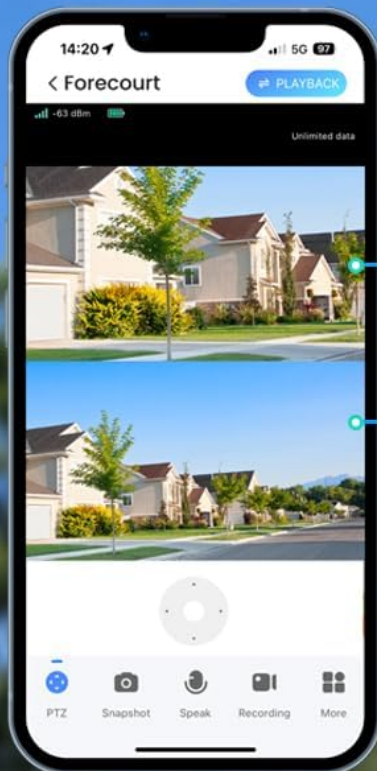 14:20
5G 97
< Forecourt
⇌ PLAYBACK
-63 dBm
Unlimited data
PTZ
Snapshot
Speak
Recording
More